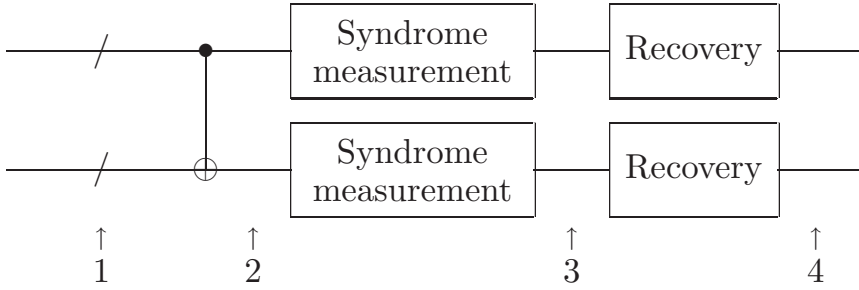 Syndrome
measurement
Recovery
Syndrome
measurement
Recovery
↑ ↑ ↑ ↑
1 2 3 4